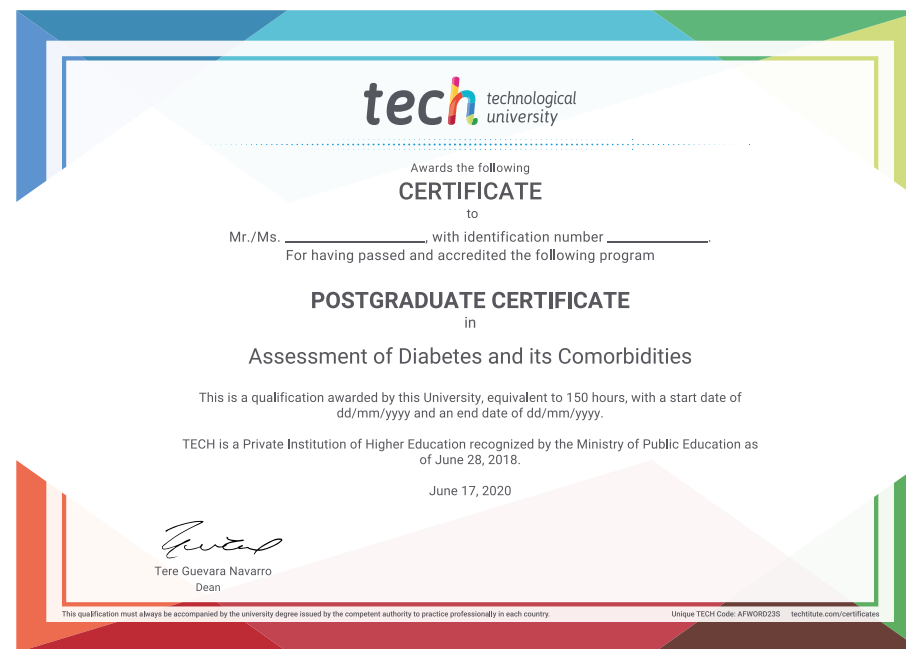 tech technological
university
Awards the following
CERTIFICATE
to
Mr./Ms. ____________, with identification number ____________.
For having passed and accredited the following program
POSTGRADUATE CERTIFICATE
in
Assessment of Diabetes and its Comorbidities
This is a qualification awarded by this University, equivalent to 150 hours, with a start date of
dd/mm/yyyy and an end date of dd/mm/yyyy.
TECH is a Private Institution of Higher Education recognized by the Ministry of Public Education as
of June 28, 2018.
June 17, 2020
Tere Guevara Navarro
Dean
This qualification must always be accompanied by the university degree issued by the competent authority to practice professionally in each country. Unique TECH Code: AFWORD23S techtitute.com/certificates